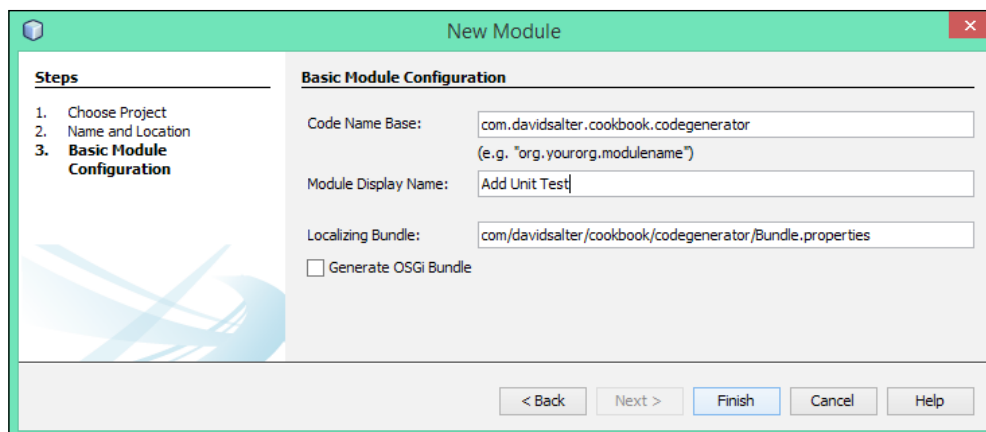 New Module
Steps
1. Choose Project
2. Name and Location
3. Basic Module
Configuration
Basic Module Configuration
Code Name Base: com.davidsalter.cookbook.codegenerator
(e.g. "org.yourorg.modulename")
Module Display Name: Add Unit Test
Localizing Bundle: com/davidsalter/cookbook/codegenerator/Bundle.properties
Generate OSGi Bundle
< Back Next > Finish Cancel Help